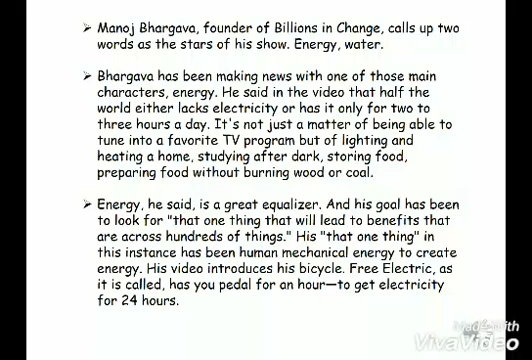 ➢ Manoj Bhargava, founder of Billions in Change, calls up two
words as the stars of his show. Energy, water.
➢ Bhargava has been making news with one of those main
characters, energy. He said in the video that half the
world either lacks electricity or has it only for two to
three hours a day. It's not just a matter of being able to
tune into a favorite TV program but of lighting and
heating a home, studying after dark, storing food,
preparing food without burning wood or coal.
➢ Energy, he said, is a great equalizer. And his goal has been
to look for "that one thing that will lead to benefits that
are across hundreds of things." His "that one thing" in
this instance has been human mechanical energy to create
energy. His video introduces his bicycle. Free Electric, as
it is called, has you pedal for an hour—to get electricity
for 24 hours.
Made with
VivaVideo